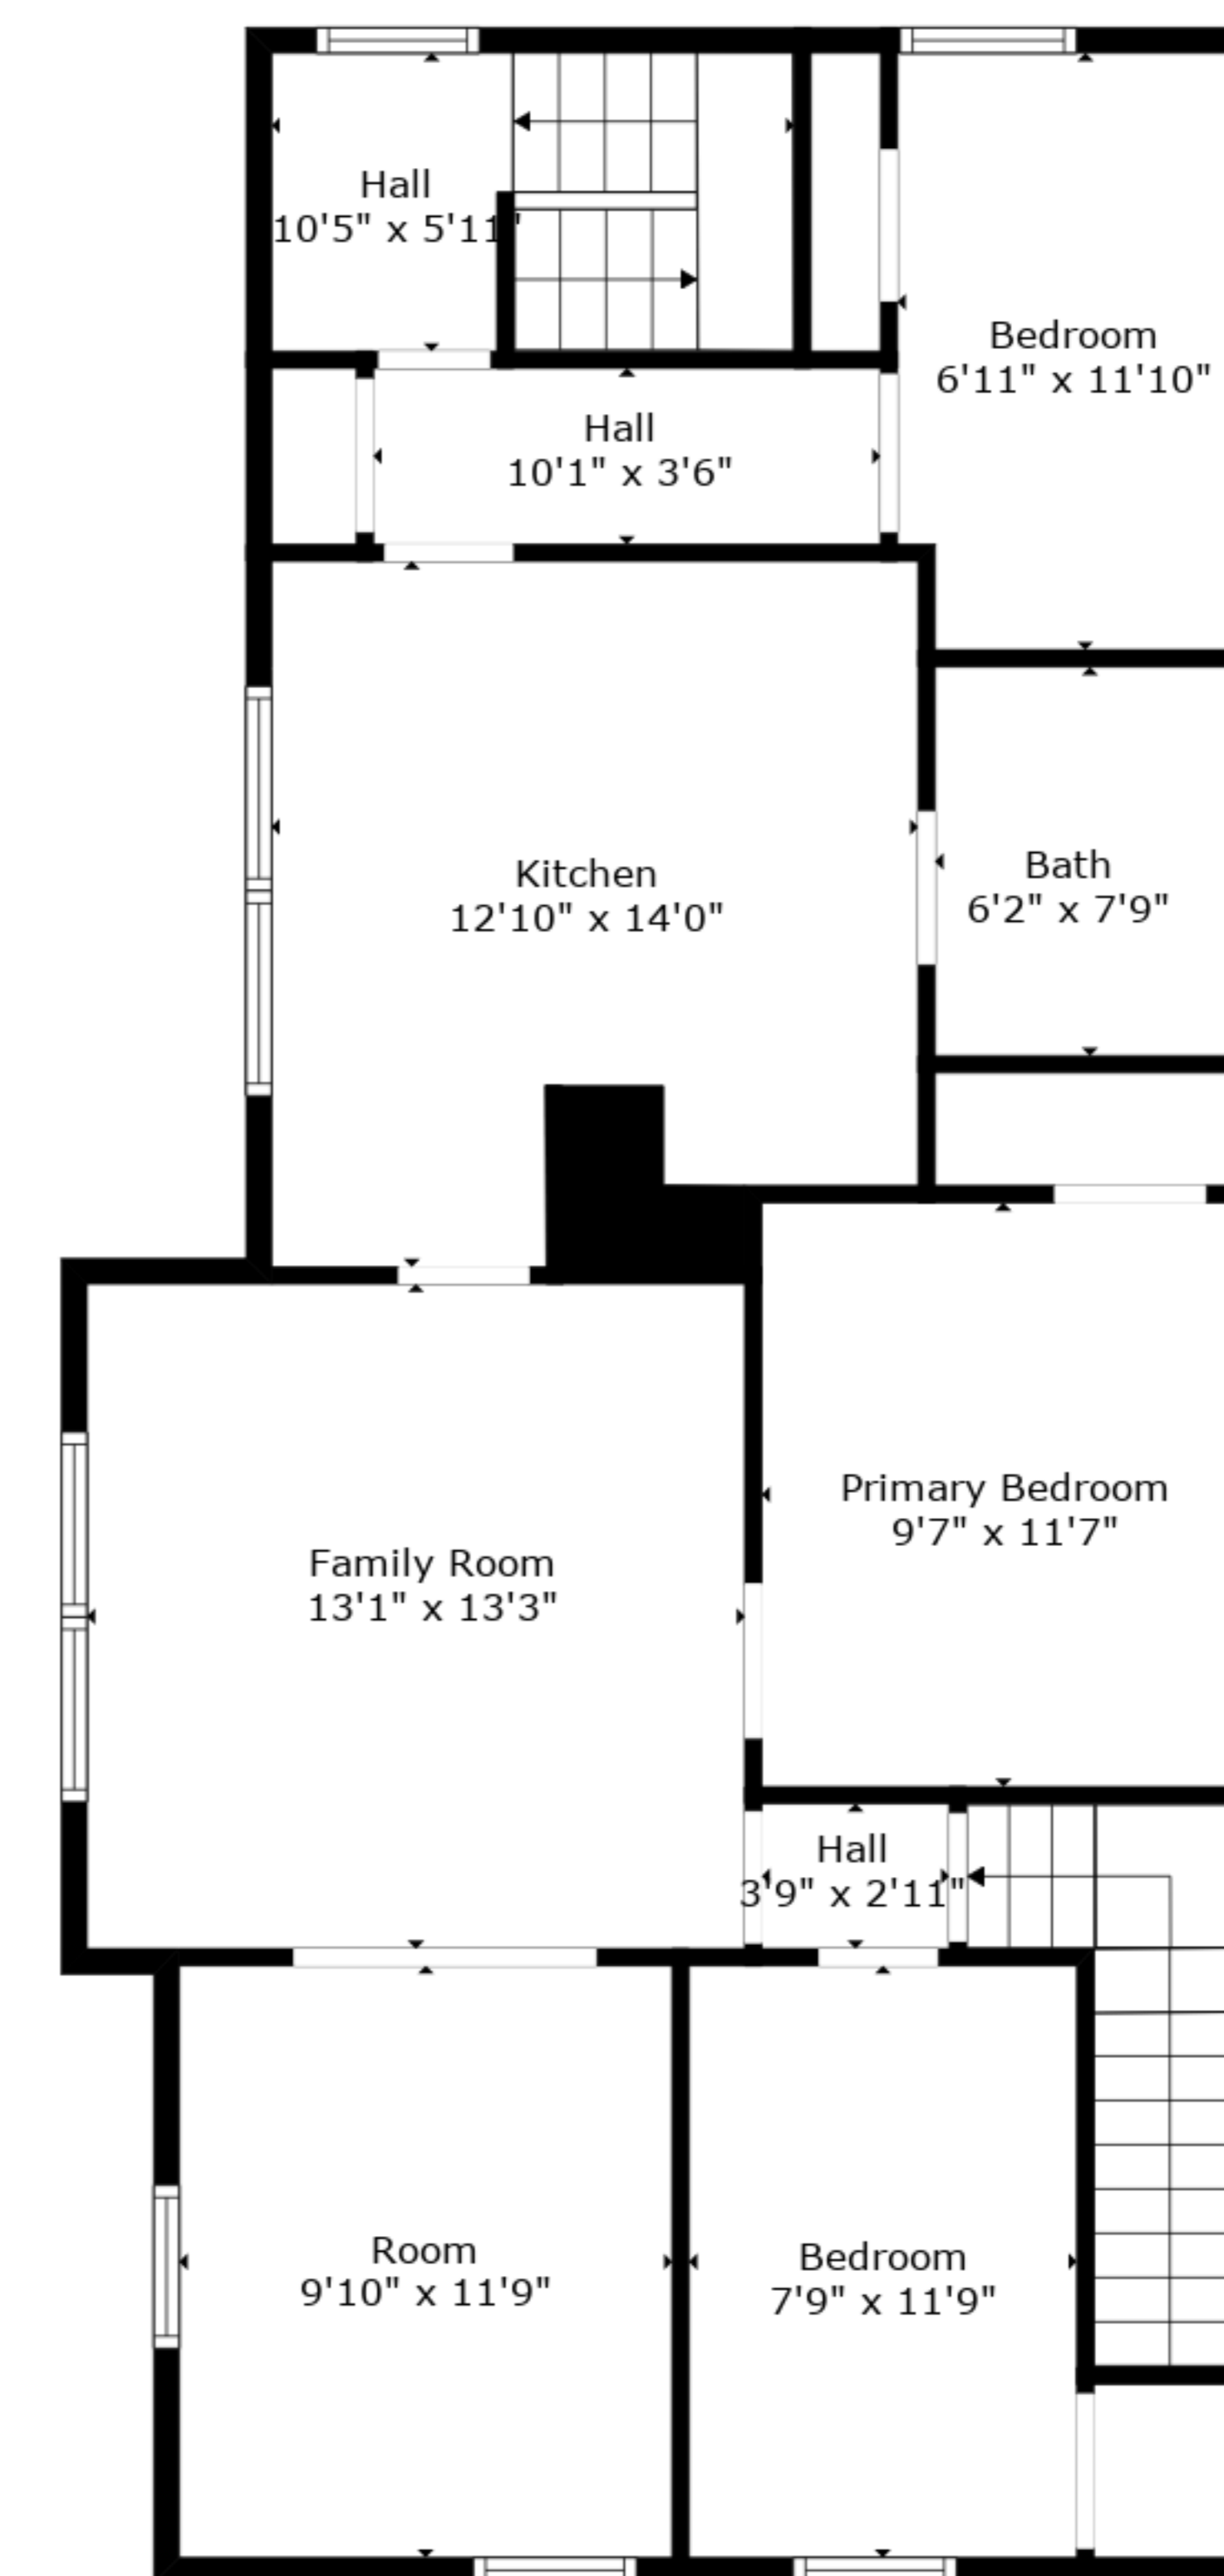 Hall
10'5" x 5'11"
Bedroom
6'11" x 11'10"
Hall
10'1" x 3'6"
Kitchen
12'10" x 14'0"
Bath
6'2" x 7'9"
Primary Bedroom
9'7" x 11'7"
Family Room
13'1" x 13'3"
Hall
3'9" x 2'11"
Room
9'10" x 11'9"
Bedroom
7'9" x 11'9"